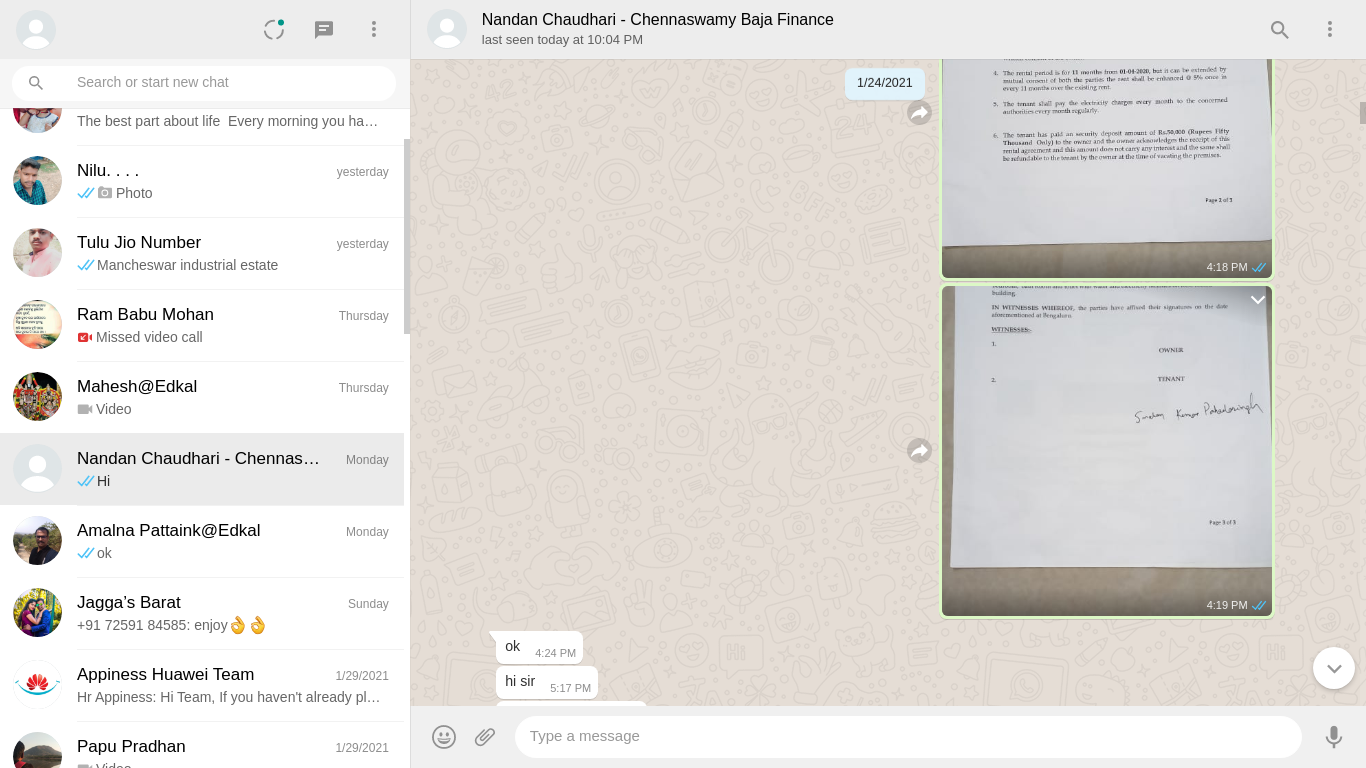 Search or start new chat
The best part about life  Every morning you ha…
Nilu. . . .
yesterday
Photo
Tulu Jio Number
yesterday
Mancheswar industrial estate
Ram Babu Mohan
Thursday
Missed video call
Mahesh@Edkal
Thursday
Video
Nandan Chaudhari - Chennas…
Monday
Hi
Amalna Pattaink@Edkal
Monday
ok
Jagga’s Barat
Sunday
+91 72591 84585: enjoy👌👌
Appiness Huawei Team
1/29/2021
Hr Appiness: Hi Team, If you haven't already pl…
Papu Pradhan
1/29/2021
Video
Nandan Chaudhari - Chennaswamy Baja Finance
last seen today at 10:04 PM
1/24/2021
4. The rental period is for 11 months from 01-04-2020, but it can be extended by
mutual consent of both the parties the rent shall be enhanced @ 5% once in
every 11 months over the existing rent.
5. The tenant shall pay the electricity charges every month to the concerned
authorities every month regularly.
6. The tenant has paid an security deposit amount of Rs.50,000 (Rupees Fifty
Thousand Only) to the owner and the owner acknowledges the receipt of this
rental agreement and this amount does not carry any interest and the same shall
be refundable to the tenant by the owner at the time of vacating the premises.
Page 2 of 3
4:18 PM
building.
IN WITNESSES WHEREOF, the parties have affixed their signatures on the date
aforementioned at Bengaluru.
WITNESSES:-
1.
OWNER
2.
TENANT
Kumar
Page 3 of 3
4:19 PM
ok
4:24 PM
hi sir
5:17 PM
Type a message